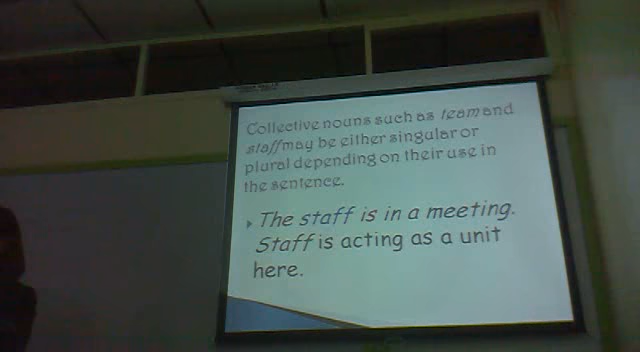 Collective nouns such as team and
staff may be either singular or
plural depending on their use in
the sentence.
The staff is in a meeting.
Staff is acting as a unit
here.